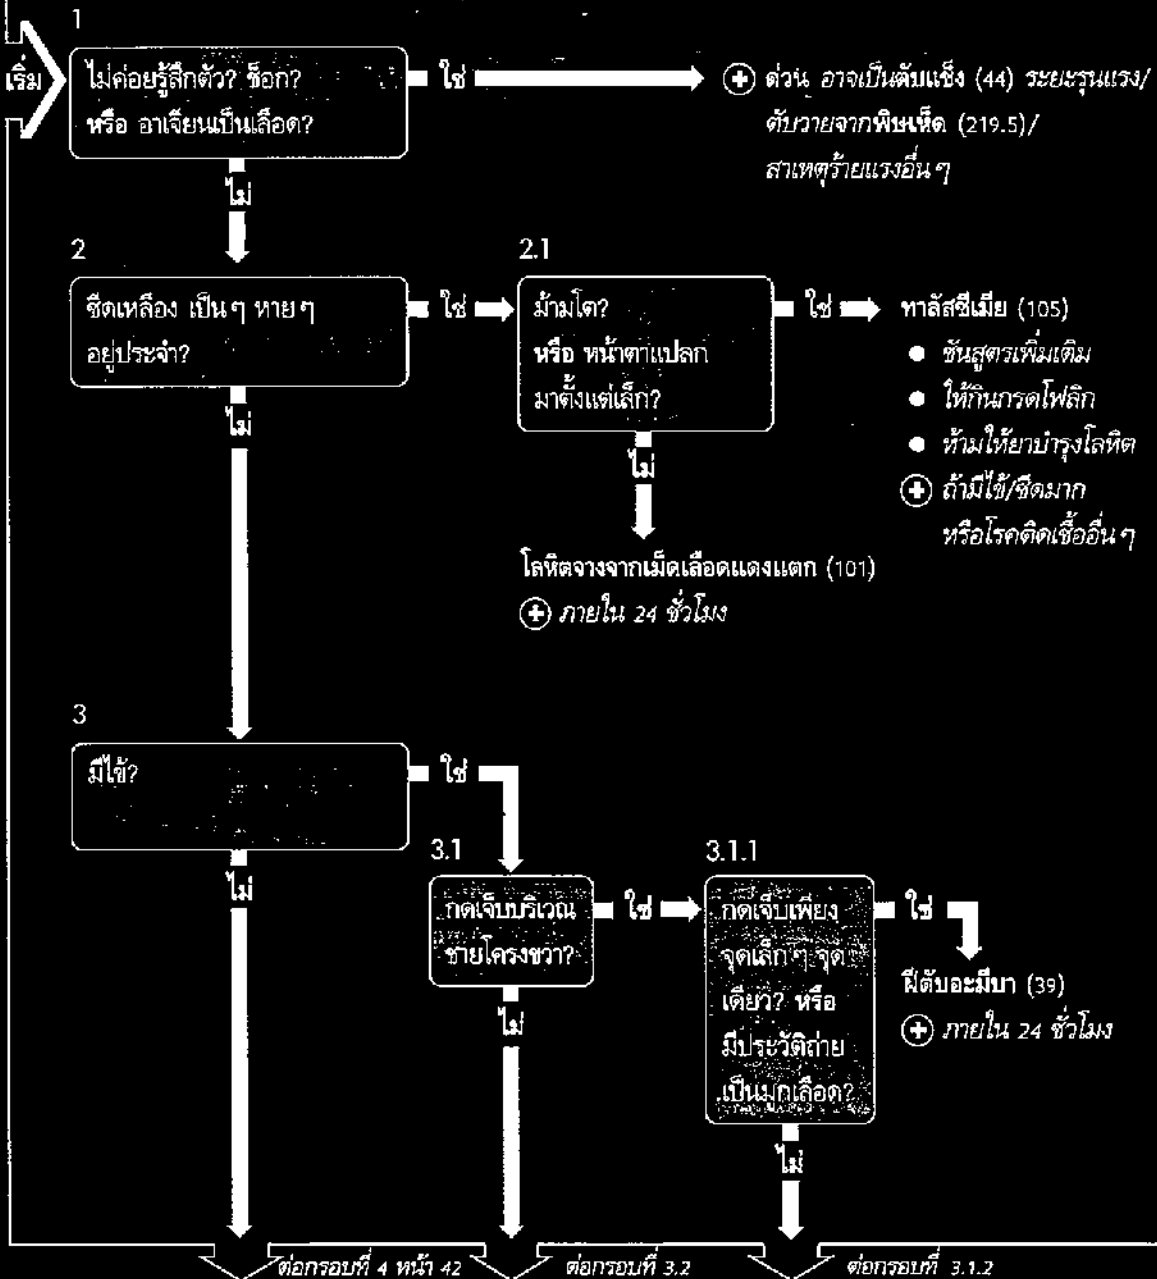 1
เริ่ม
ไม่ค่อยรู้สึกตัว? ช็อก?
หรือ อาเจียนเป็นเลือด?
ใช่
ด่วน อาจเป็นตับแข็ง (44) ระยะรุนแรง/
ตับวายจากพิษเห็ด (219.5)/
สาเหตุร้ายแรงอื่นๆ
ไม่
2
ซีดเหลือง เป็นๆ หายๆ
อยู่ประจำ?
ใช่
2.1
ม้ามโต?
หรือ หน้าตาแปลก
มาตั้งแต่เล็ก?
ใช่
ทาลัสซีเมีย (105)
● ชันสูตรเพิ่มเติม
● ให้กินกรดโฟลิก
● ห้ามให้ยาบำรุงโลหิต
ถ้ามีไข้/ซีดมาก
หรือโรคติดเชื้ออื่นๆ
ไม่
ไม่
โลหิตจางจากเม็ดเลือดแดงแตก (101)
ภายใน 24 ชั่วโมง
3
มีไข้?
ใช่
ไม่
3.1
กดเจ็บบริเวณ
ชายโครงขวา?
ใช่
ไม่
3.1.1
กดเจ็บเพียง
จุดเล็กๆ จุด
เดียว? หรือ
มีประวัติถ่าย
เป็นมูกเลือด?
ใช่
ฝีตับอะมีบา (39)
ภายใน 24 ชั่วโมง
ไม่
ต่อกรอบที่ 4 หน้า 42
ต่อกรอบที่ 3.2
ต่อกรอบที่ 3.1.2